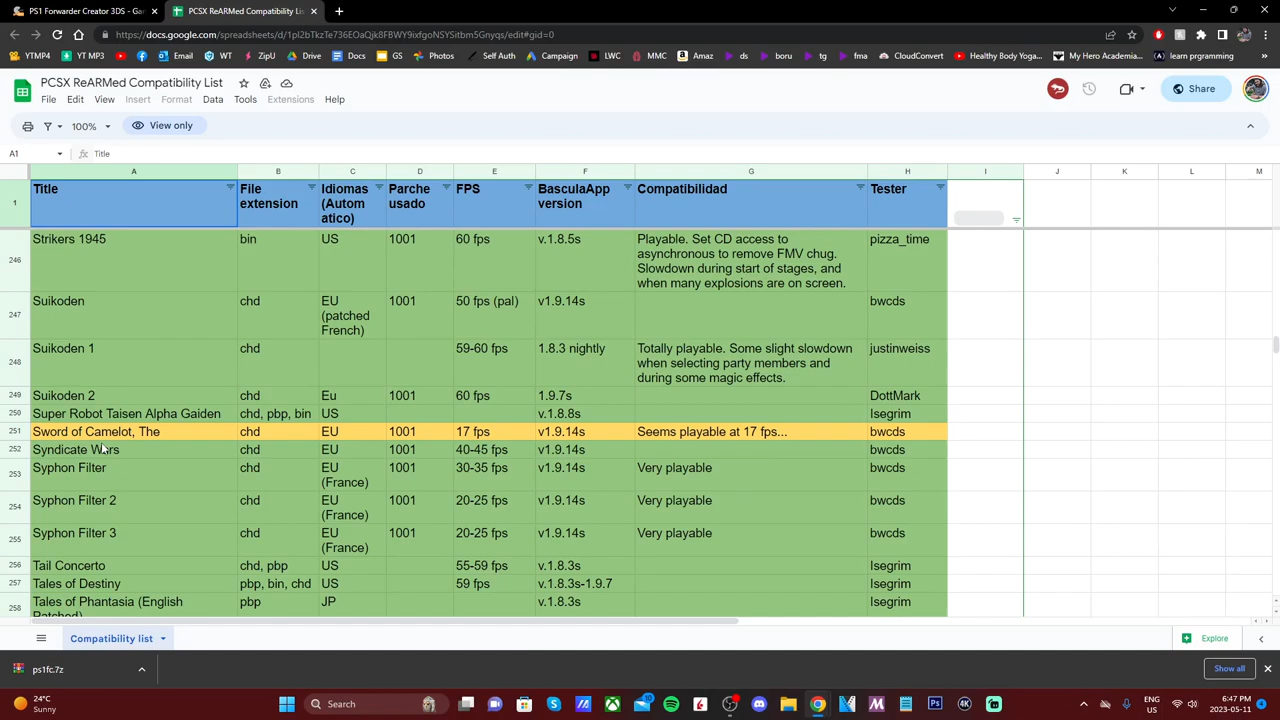 PS1 Forwarder Creator 3DS - Ga
PCSX ReARMed Compatibility Lis
docs.google.com/spreadsheets/d/1pl2bTkzTe736EOaQjk8FBWY9ixfgoNSYSitbm5Gnyqs/edit#gid=0
YTMP4 YT MP3 Email WT ZipU Drive Docs Photos Self Auth Campaign LWC MMC Amaz ds boru tg fma CloudConvert Healthy Body Yoga... My Hero Academia... learn prgramming
PCSX ReARMed Compatibility List
File Edit View Insert Format Data Tools Extensions Help
Share
100% View only
A1 Title
A B C D E F G H I J K L M
1 Title File extension Idiomas (Automatico) Parche usado FPS BasculaApp version Compatibilidad Tester
246 Strikers 1945 bin US 1001 60 fps v.1.8.5s Playable. Set CD access to pizza_time
asynchronous to remove FMV chug.
Slowdown during start of stages, and
when many explosions are on screen.
247 Suikoden chd EU 1001 50 fps (pal) v1.9.14s bwcds
(patched
French)
248 Suikoden 1 chd 59-60 fps 1.8.3 nightly Totally playable. Some slight slowdown justinweiss
when selecting party members and
during some magic effects.
249 Suikoden 2 chd Eu 1001 60 fps 1.9.7s DottMark
250 Super Robot Taisen Alpha Gaiden chd, pbp, bin US v.1.8.8s Isegrim
251 Sword of Camelot, The chd EU 1001 17 fps v1.9.14s Seems playable at 17 fps... bwcds
252 Syndicate Wars chd EU 1001 40-45 fps v1.9.14s bwcds
253 Syphon Filter chd EU 1001 30-35 fps v1.9.14s Very playable bwcds
(France)
254 Syphon Filter 2 chd EU 1001 20-25 fps v1.9.14s Very playable bwcds
(France)
255 Syphon Filter 3 chd EU 1001 20-25 fps v1.9.14s Very playable bwcds
(France)
256 Tail Concerto chd, pbp US 55-59 fps v.1.8.3s Isegrim
257 Tales of Destiny pbp, bin, chd US 59 fps v.1.8.3s-1.9.7 Isegrim
258 Tales of Phantasia (English pbp JP v.1.8.3s Isegrim
Patched)
Compatibility list
Explore
ps1fc.7z
Show all
24°C
Sunny
Search
10
ENG
US
6:47 PM
2023-05-11